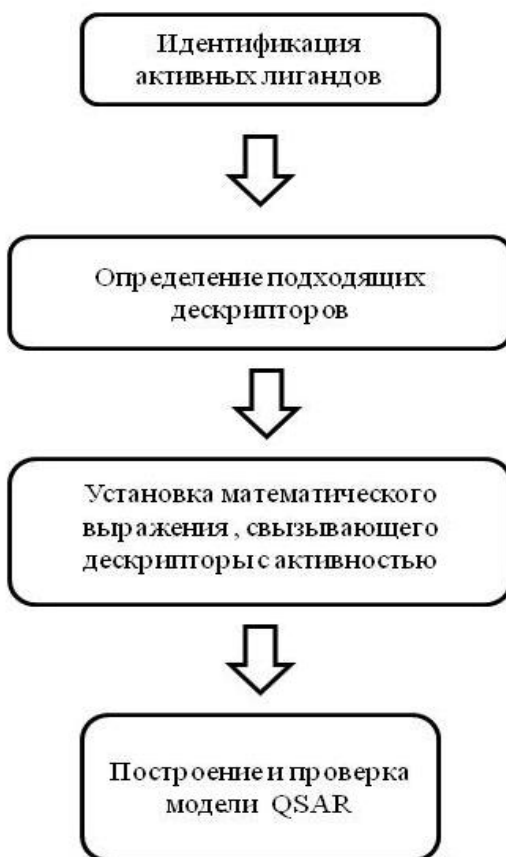 Идентификация
активных лигандов
Определение подходящих
дескрипторов
Установка математического
выражения , свызывающего
дескрипторы с активностью
Построение и проверка
модели QSAR